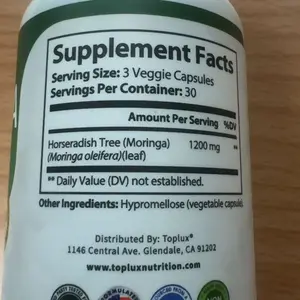 Supplement Facts
Serving Size: 3 Veggie Capsules
Servings Per Container: 30
Amount Per Serving %DV
Horseradish Tree (Moringa) 1200 mg **
(Moringa oleifera)(leaf)
** Daily Value (DV) not established.
Other Ingredients: Hypromellose (vegetable capsule).
Distributed By: Toplux®
1146 Central Ave. Glendale, CA 91202
www.topluxnutrition.com